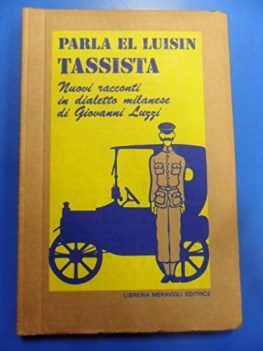 PARLA EL LUISIN
TASSISTA
Nuovi racconti
in dialetto milanese
di Giovanni Luzzi
LIBRERIA MERAVIGLI EDITRICE